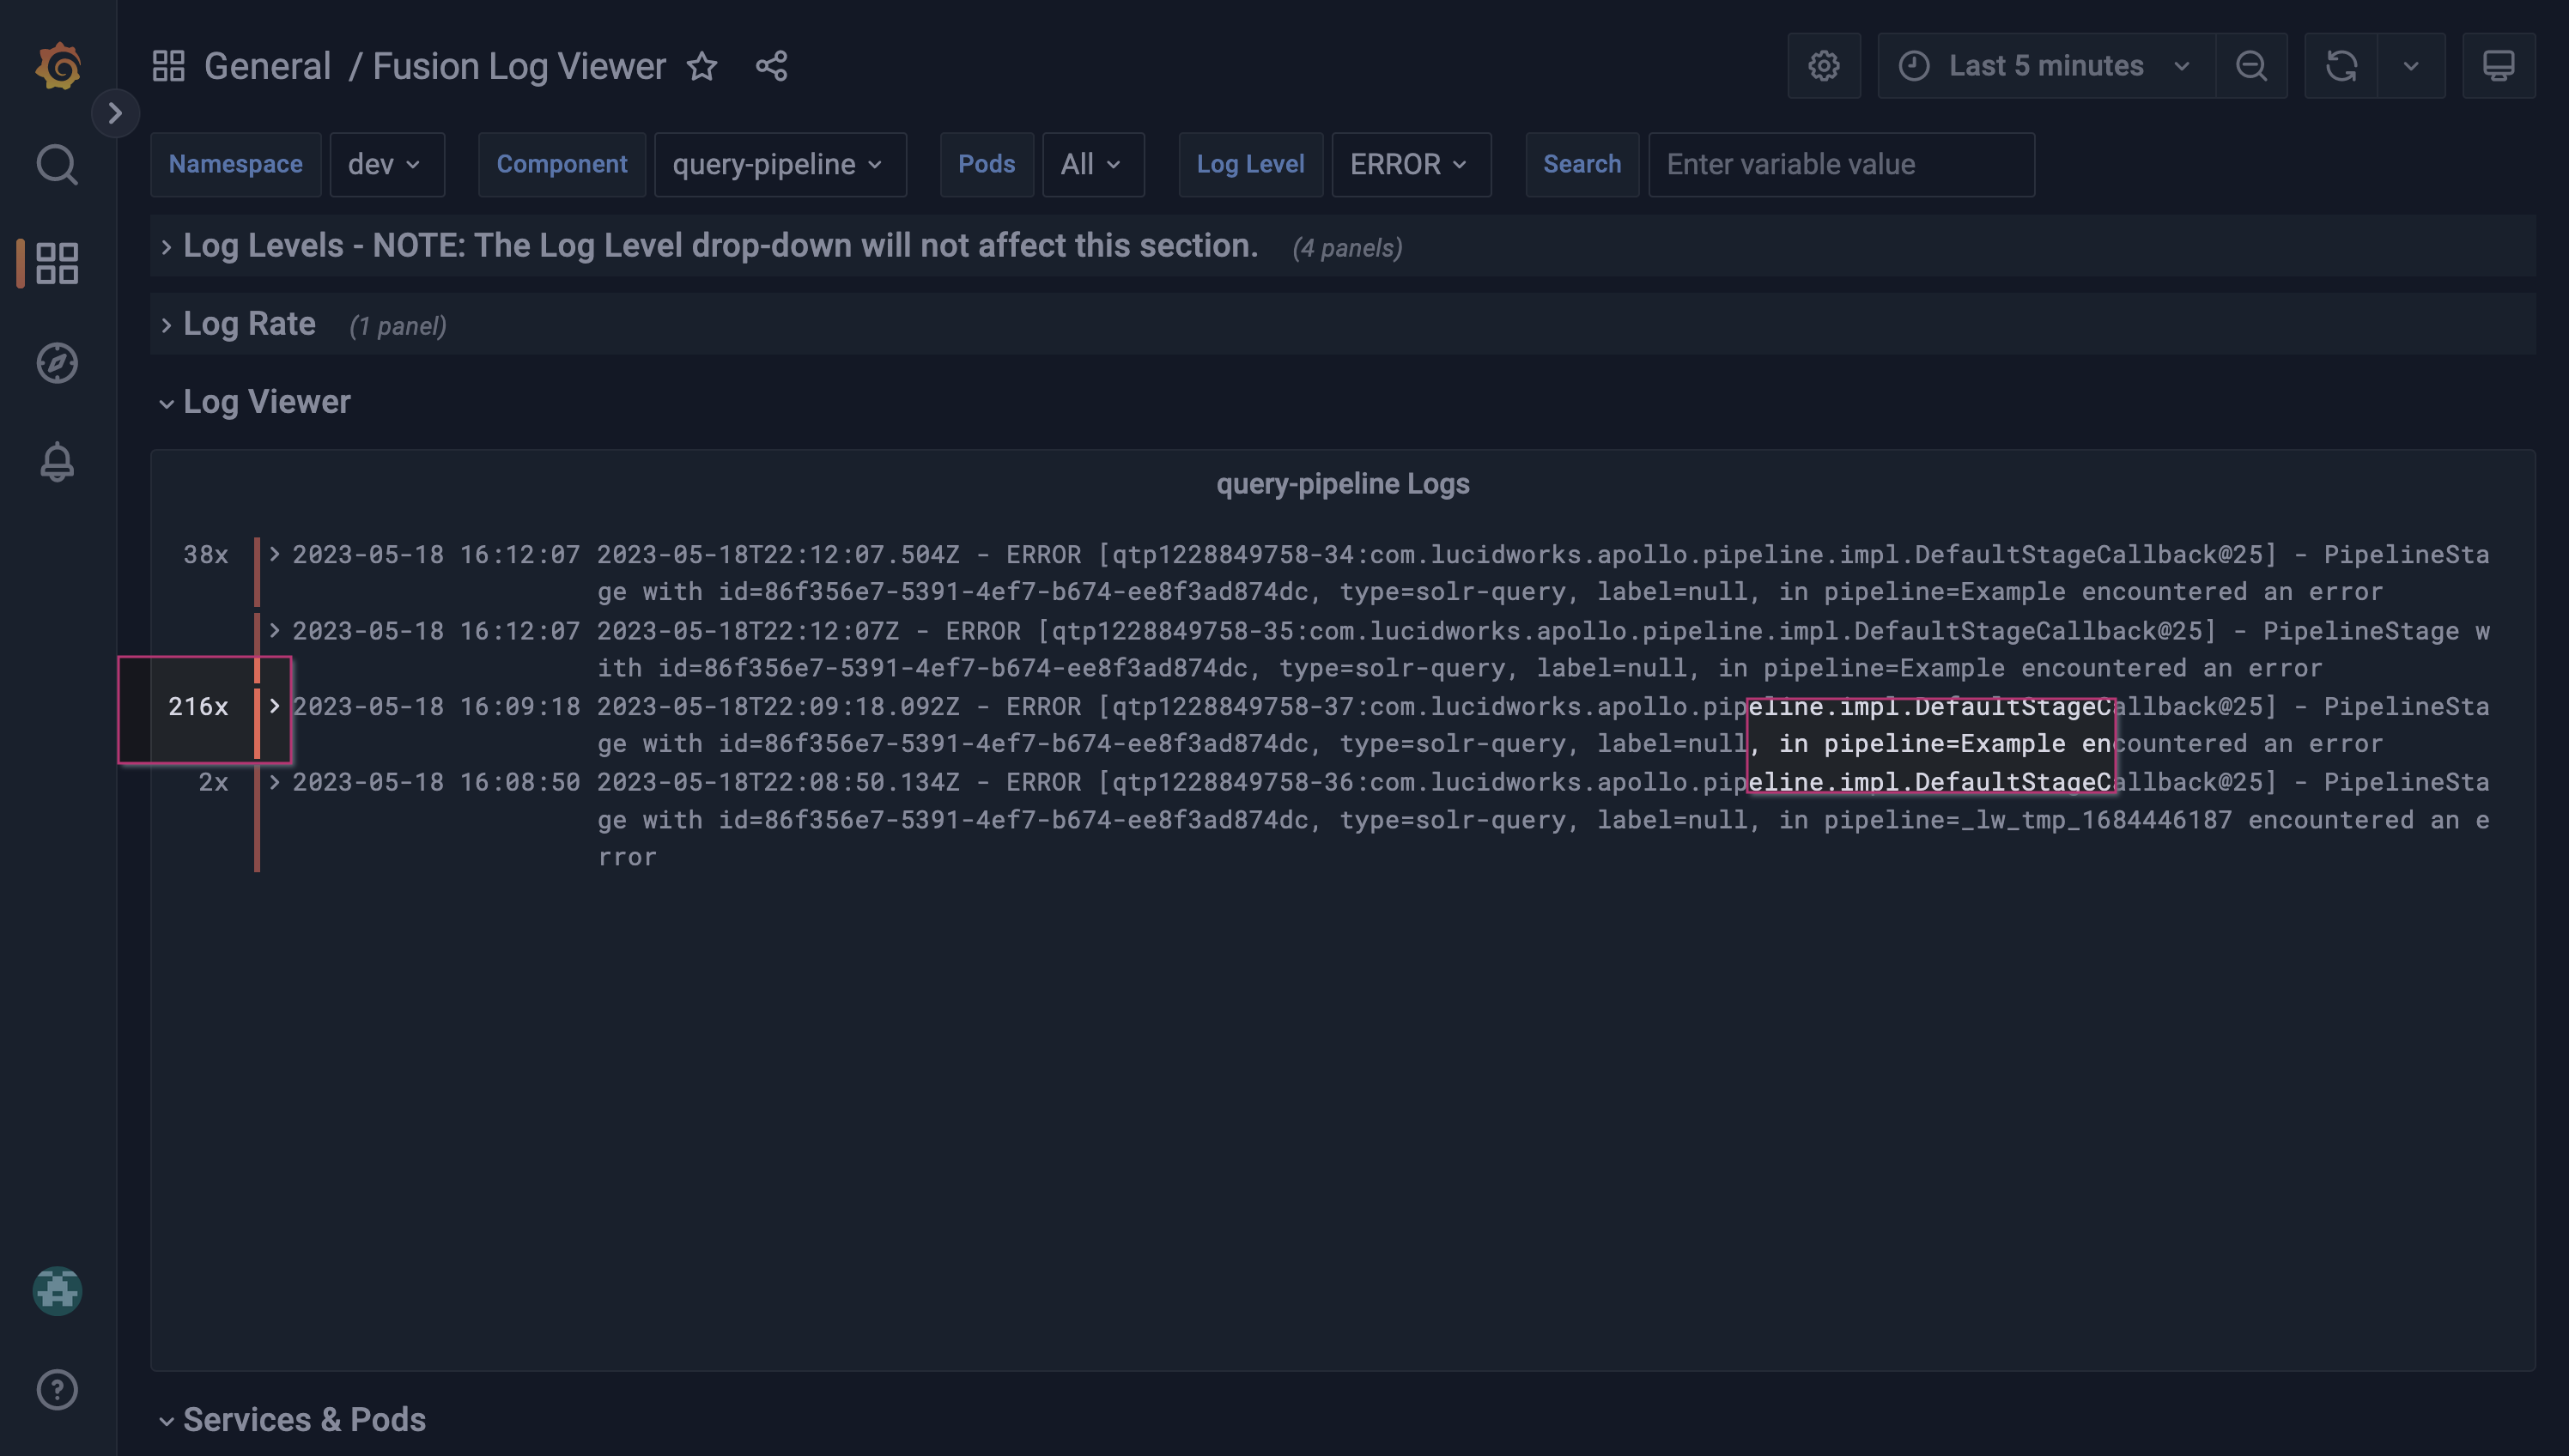 General / Fusion Log Viewer
Last 5 minutes
Namespace dev Component query-pipeline Pods All Log Level ERROR Search Enter variable value
Log Levels - NOTE: The Log Level drop-down will not affect this section. (4 panels)
Log Rate (1 panel)
Log Viewer
query-pipeline Logs
38x 2023-05-18 16:12:07 2023-05-18T22:12:07.504Z - ERROR [qtp1228849758-34:com.lucidworks.apollo.pipeline.impl.DefaultStageCallback@25] - PipelineSta
ge with id=86f356e7-5391-4ef7-b674-ee8f3ad874dc, type=solr-query, label=null, in pipeline=Example encountered an error
2023-05-18 16:12:07 2023-05-18T22:12:07Z - ERROR [qtp1228849758-35:com.lucidworks.apollo.pipeline.impl.DefaultStageCallback@25] - PipelineStage w
ith id=86f356e7-5391-4ef7-b674-ee8f3ad874dc, type=solr-query, label=null, in pipeline=Example encountered an error
216x 2023-05-18 16:09:18 2023-05-18T22:09:18.092Z - ERROR [qtp1228849758-37:com.lucidworks.apollo.pipeline.impl.DefaultStageCallback@25] - PipelineSta
ge with id=86f356e7-5391-4ef7-b674-ee8f3ad874dc, type=solr-query, label=null, in pipeline=Example encountered an error
2x 2023-05-18 16:08:50 2023-05-18T22:08:50.134Z - ERROR [qtp1228849758-36:com.lucidworks.apollo.pipeline.impl.DefaultStageCallback@25] - PipelineSta
ge with id=86f356e7-5391-4ef7-b674-ee8f3ad874dc, type=solr-query, label=null, in pipeline=_lw_tmp_1684446187 encountered an e
rror
Services & Pods